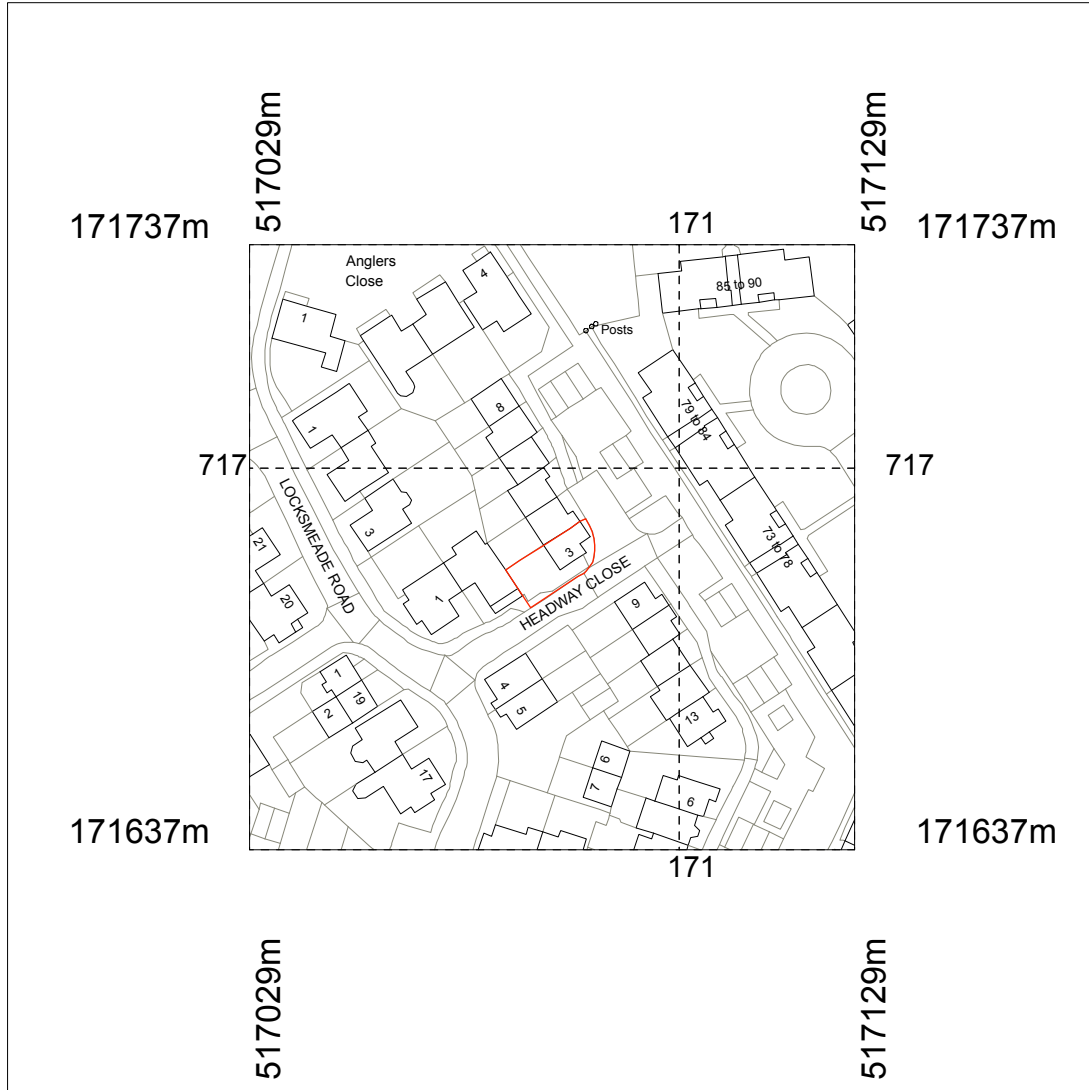 517029m
517129m
171737m
171
171737m
Anglers
Close
4
85 to 90
1
Posts
8
79 to 84
1
717
717
LOCKSMEADE ROAD
3
21
3
73 to 78
HEADWAY CLOSE
20
1
9
1
4
19
2
5
13
6
17
7
6
171637m
171
171637m
517029m
517129m